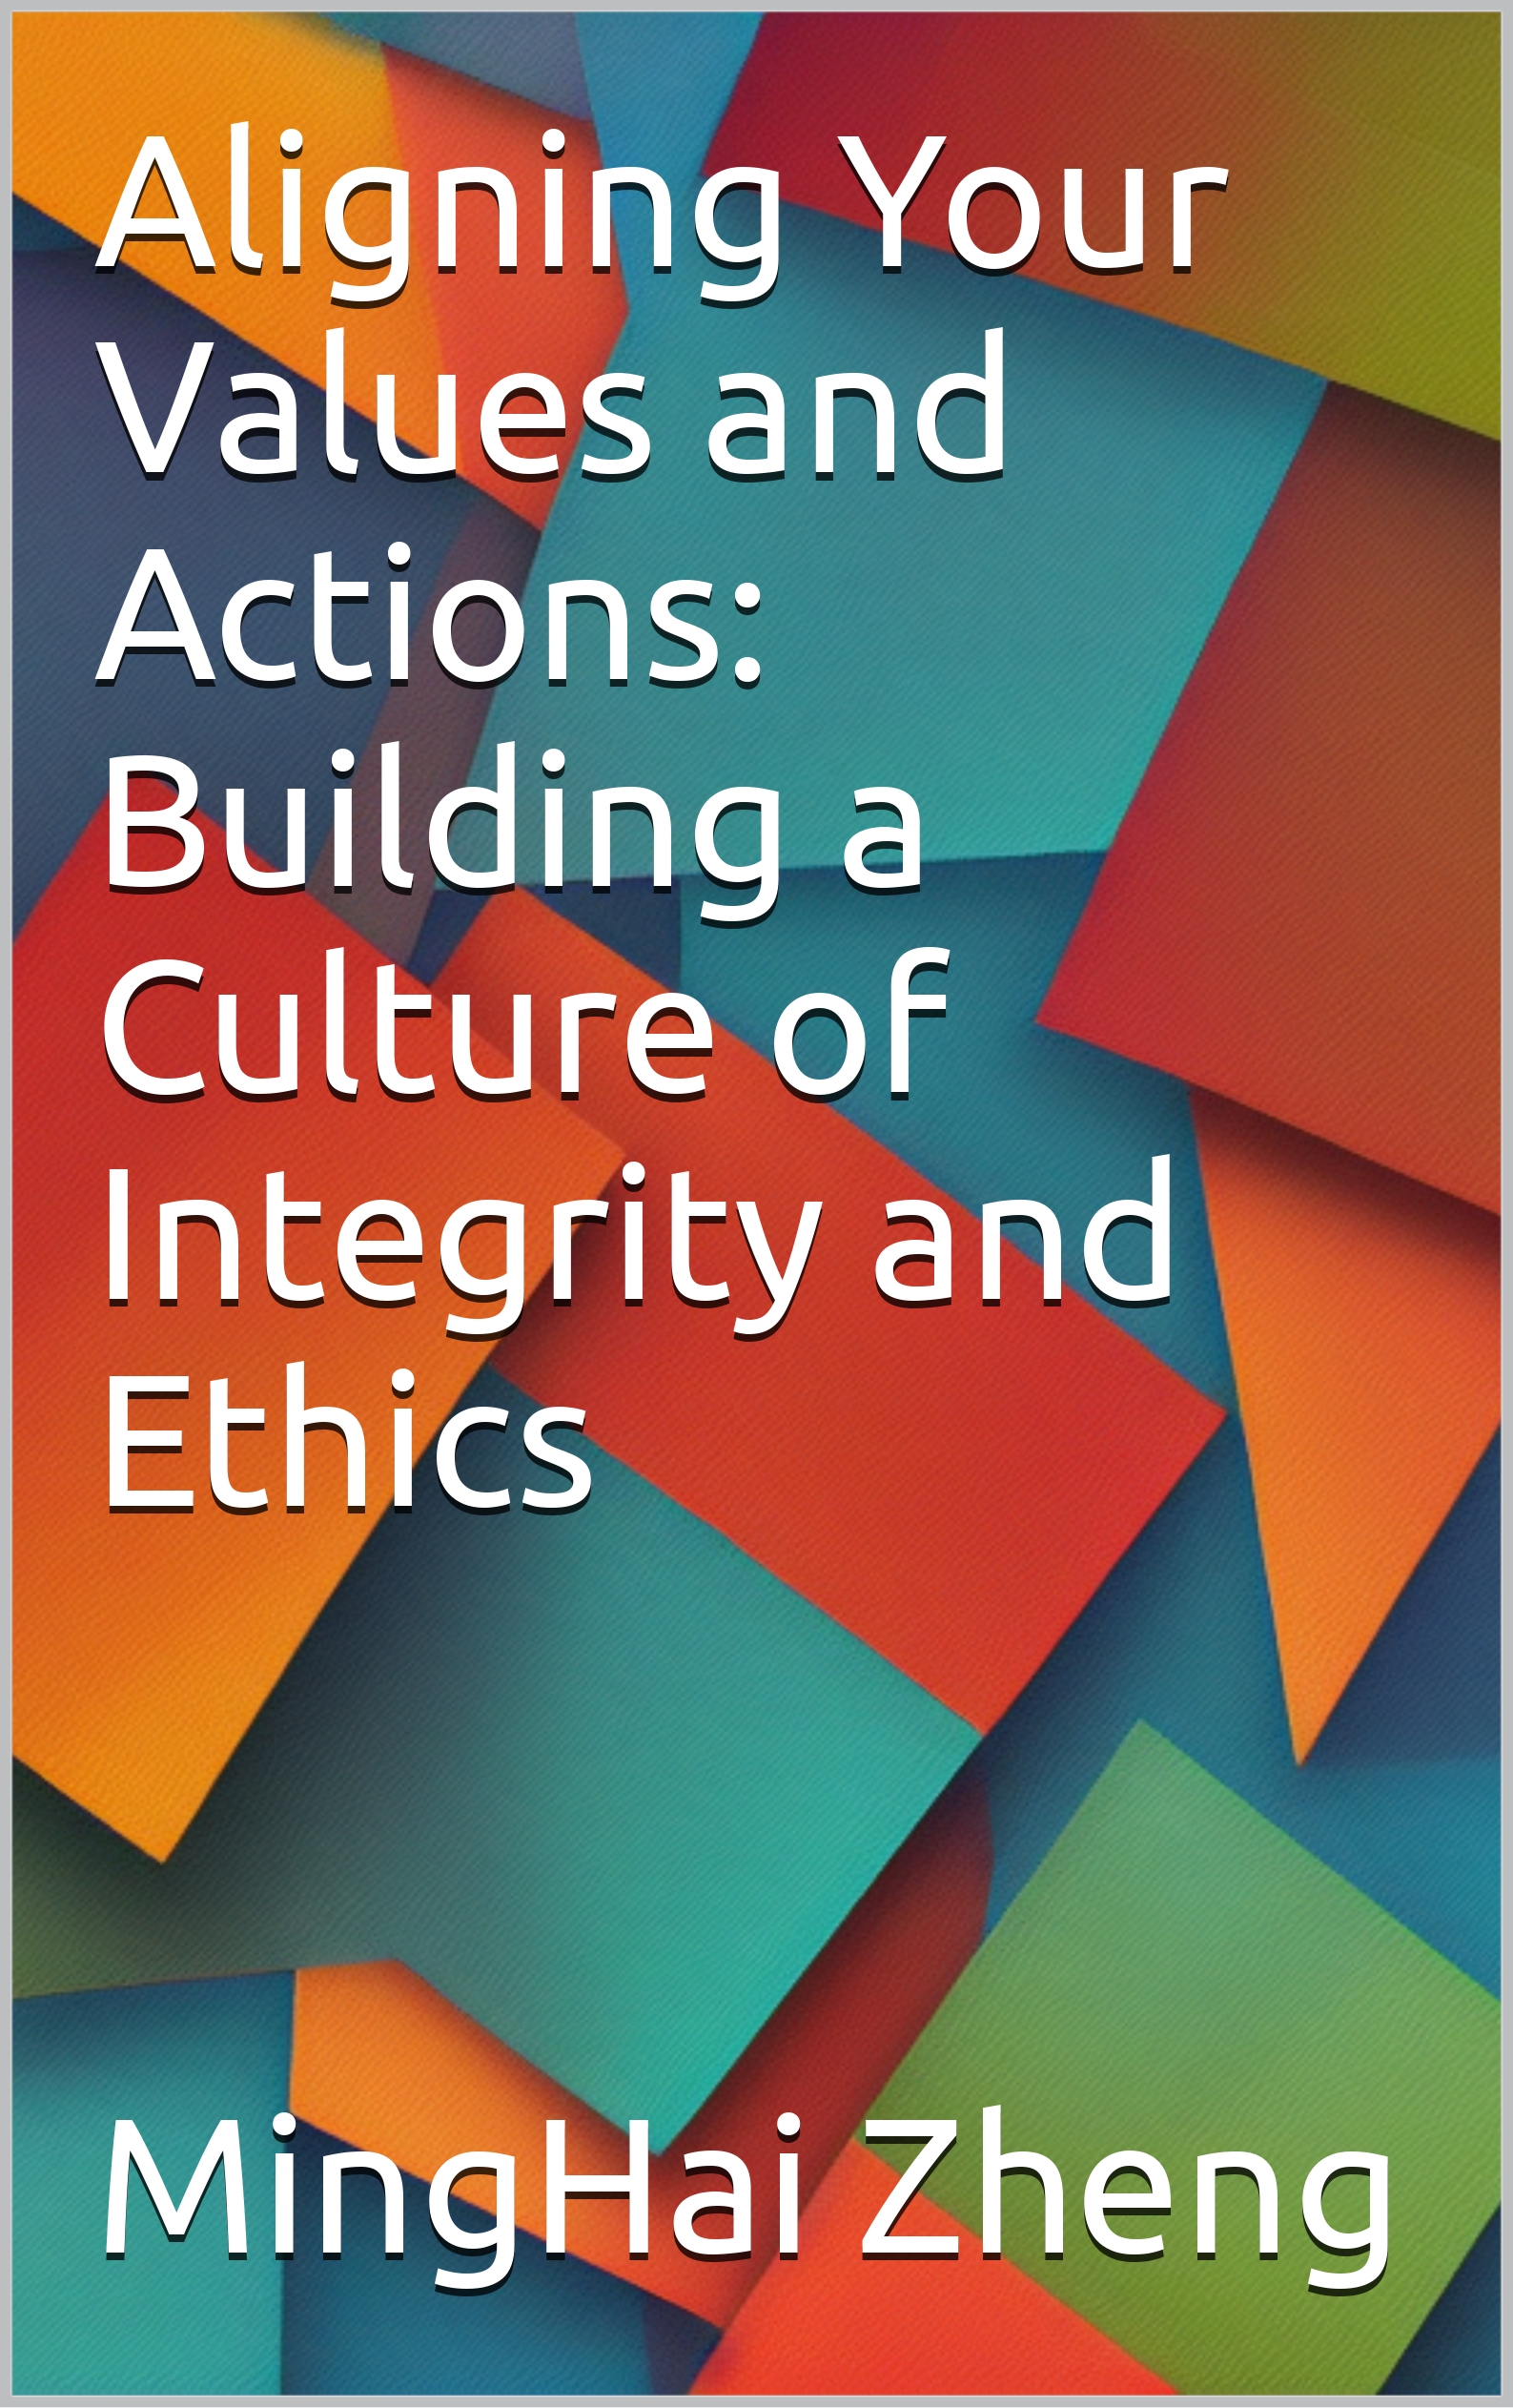 Aligning Your
Values and
Actions:
Building a
Culture of
Integrity and
Ethics
MingHai Zheng